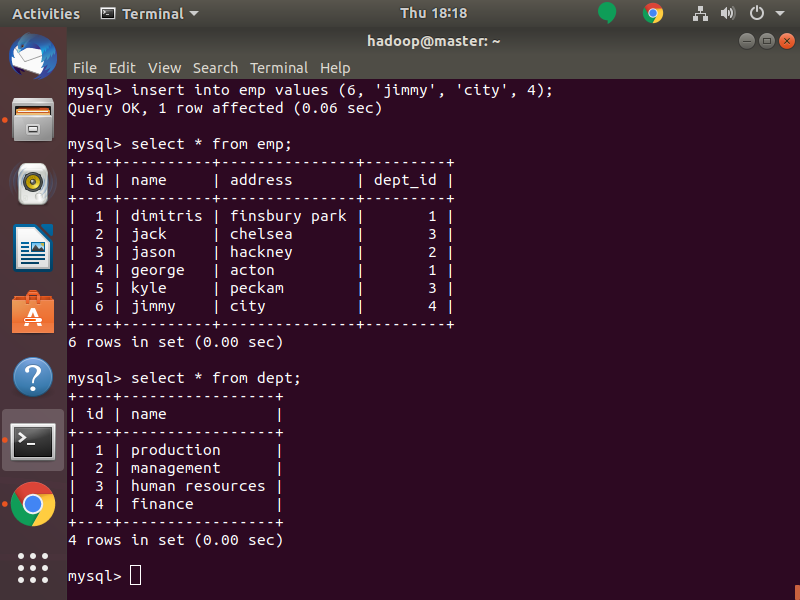 Activities Terminal Thu 18:18
hadoop@master: ~
File Edit View Search Terminal Help
mysql> insert into emp values (6, 'jimmy', 'city', 4);
Query OK, 1 row affected (0.06 sec)
mysql> select * from emp;
+----+----------+---------------+---------+
| id | name     | address       | dept_id |
+----+----------+---------------+---------+
|  1 | dimitris | finsbury park |       1 |
|  2 | jack     | chelsea       |       3 |
|  3 | jason    | hackney       |       2 |
|  4 | george   | acton         |       1 |
|  5 | kyle     | peckam        |       3 |
|  6 | jimmy    | city          |       4 |
+----+----------+---------------+---------+
6 rows in set (0.00 sec)
mysql> select * from dept;
+----+-----------------+
| id | name            |
+----+-----------------+
|  1 | production      |
|  2 | management      |
|  3 | human resources |
|  4 | finance         |
+----+-----------------+
4 rows in set (0.00 sec)
mysql>